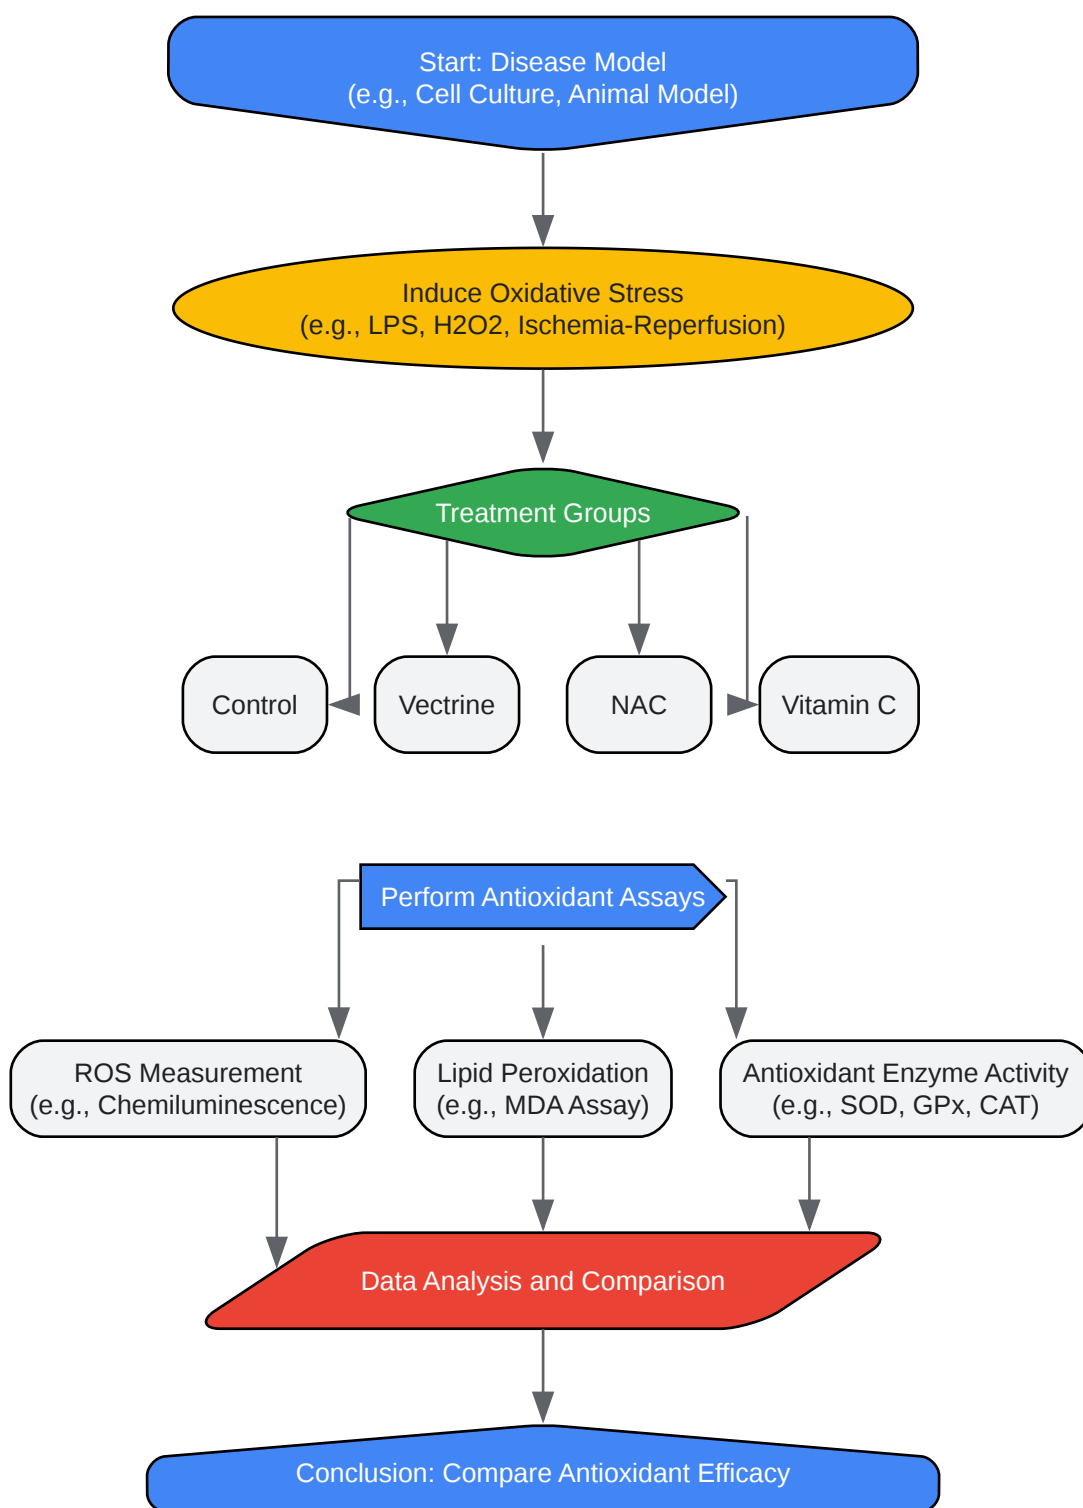 Start: Disease Model
(e.g., Cell Culture, Animal Model)
Induce Oxidative Stress
(e.g., LPS, H2O2, Ischemia-Reperfusion)
Treatment Groups
Control
Vectrine
NAC
Vitamin C
Perform Antioxidant Assays
ROS Measurement
(e.g., Chemiluminescence)
Lipid Peroxidation
(e.g., MDA Assay)
Antioxidant Enzyme Activity
(e.g., SOD, GPx, CAT)
Data Analysis and Comparison
Conclusion: Compare Antioxidant Efficacy